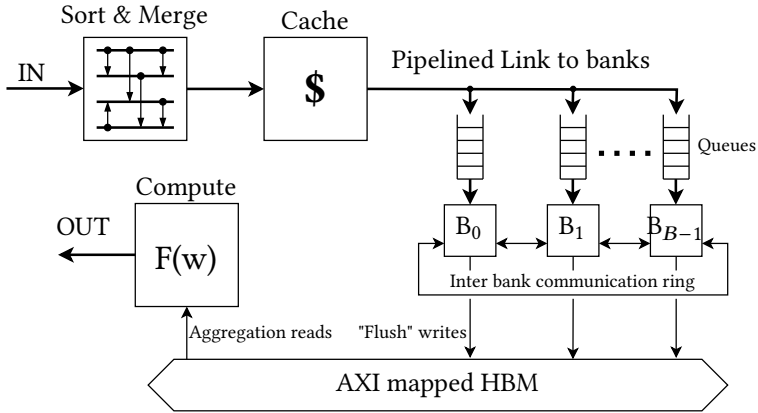 Sort & Merge
Cache
IN
$
Pipelined Link to banks
Queues
Compute
OUT
F(w)
B₀
B₁
B_{B−1}
Inter bank communication ring
Aggregation reads
"Flush" writes
AXI mapped HBM